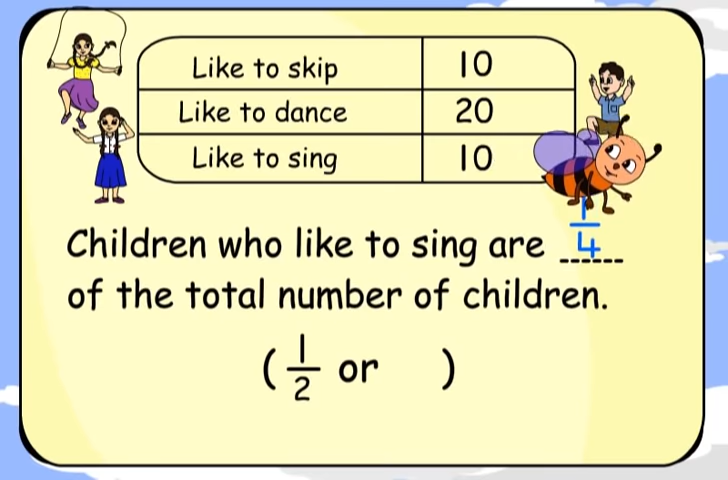 Like to skip 10
Like to dance 20
Like to sing 10
Children who like to sing are 1/4
of the total number of children.
( 1/2 or )